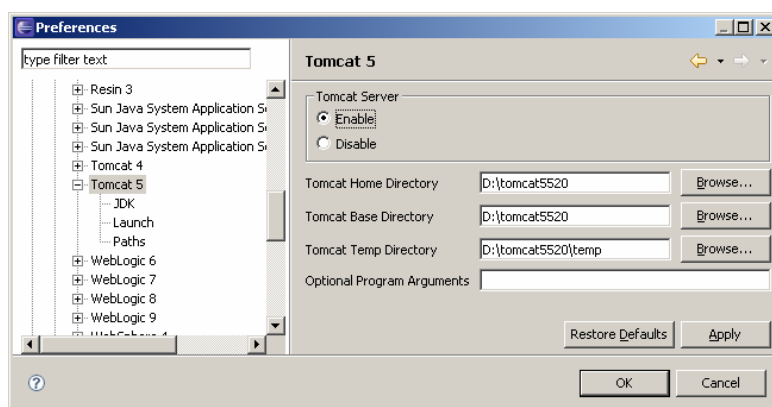 Preferences
type filter text
Resin 3
Sun Java System Application Se
Sun Java System Application Se
Sun Java System Application Se
Tomcat 4
Tomcat 5
JDK
Launch
Paths
WebLogic 6
WebLogic 7
WebLogic 8
WebLogic 9
Tomcat 5
Tomcat Server
Enable
Disable
Tomcat Home Directory D:\tomcat5520 Browse...
Tomcat Base Directory D:\tomcat5520 Browse...
Tomcat Temp Directory D:\tomcat5520\temp Browse...
Optional Program Arguments
Restore Defaults Apply
? OK Cancel